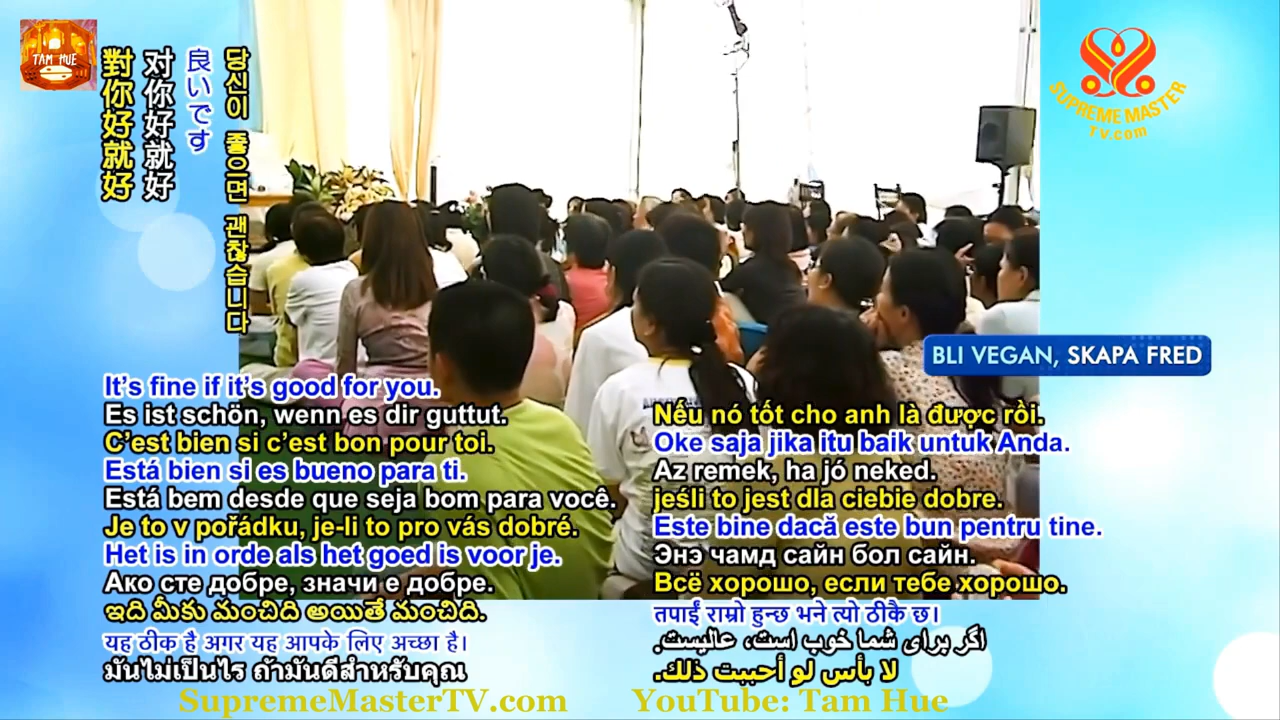 TAM HUE
對你好就好
对你好就好
良いです
당신이 좋으면 괜찮습니다
SUPREME MASTER
TV.com
BLI VEGAN, SKAPA FRED
It's fine if it's good for you.
Es ist schön, wenn es dir guttut.
C'est bien si c'est bon pour toi.
Está bien si es bueno para ti.
Está bem desde que seja bom para você.
Je to v pořádku, je-li to pro vás dobré.
Het is in orde als het goed is voor je.
Ако сте добре, значи е добре.
ఇది మీకు మంచిది అయితే మంచిది.
यह ठीक है अगर यह आपके लिए अच्छा है।
มันไม่เป็นไร ถ้ามันดีสำหรับคุณ
Nếu nó tốt cho anh là được rồi.
Oke saja jika itu baik untuk Anda.
Az remek, ha jó neked.
jeśli to jest dla ciebie dobre.
Este bine dacă este bun pentru tine.
Энэ чамд сайн бол сайн.
Всё хорошо, если тебе хорошо.
तपाईं राम्रो हुन्छ भने त्यो ठीकै छ।
اگر برای شما خوب است، عالیست.
لا بأس لو أحببت ذلك.
SupremeMasterTV.com
YouTube: Tam Hue